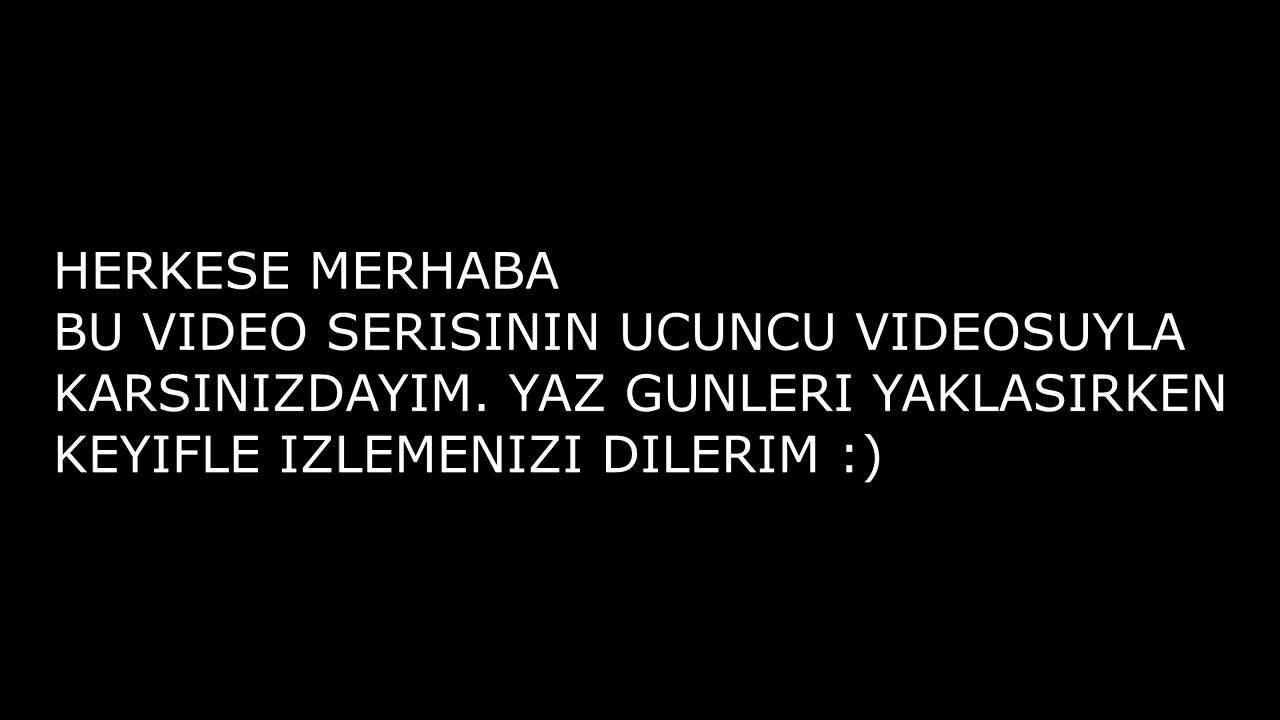 HERKESE MERHABA
BU VIDEO SERISININ UCUNCU VIDEOSUYLA
KARSINIZDAYIM. YAZ GUNLERI YAKLASIRKEN
KEYIFLE IZLEMENIZI DILERIM :)